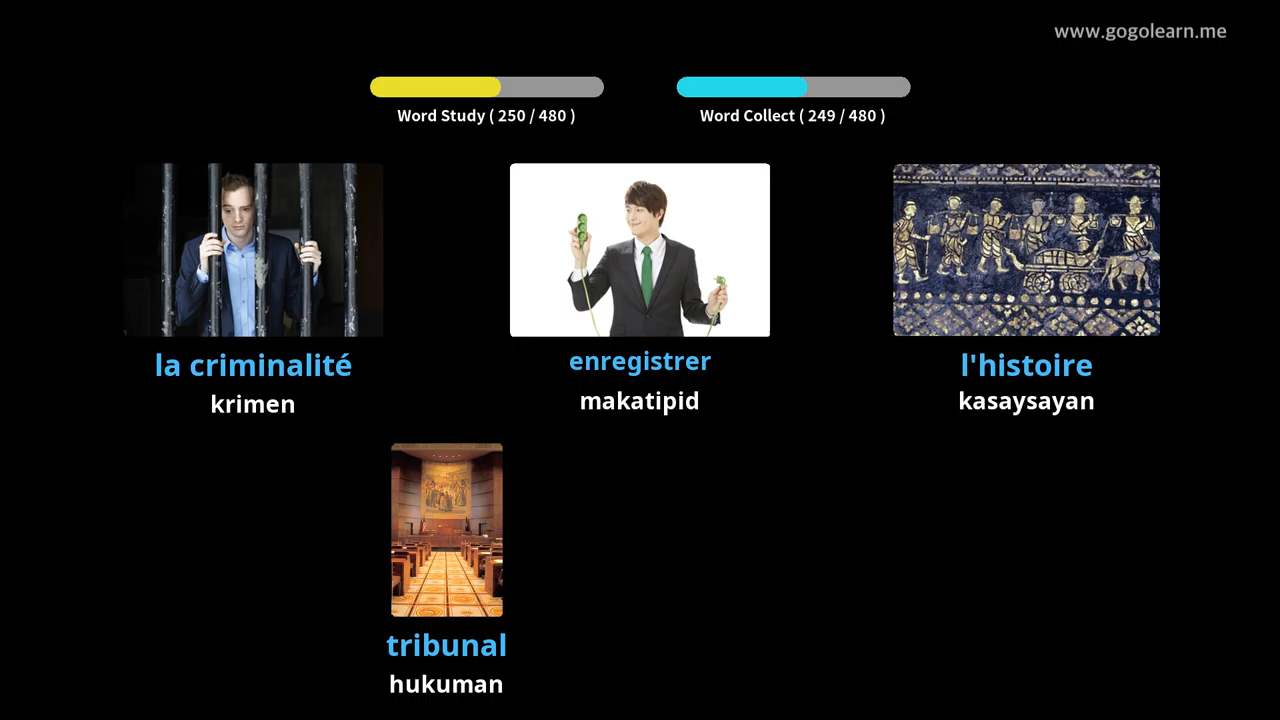 www.gogolearn.me
Word Study ( 250 / 480 )
Word Collect ( 249 / 480 )
la criminalité
krimen
enregistrer
makatipid
l'histoire
kasaysayan
tribunal
hukuman